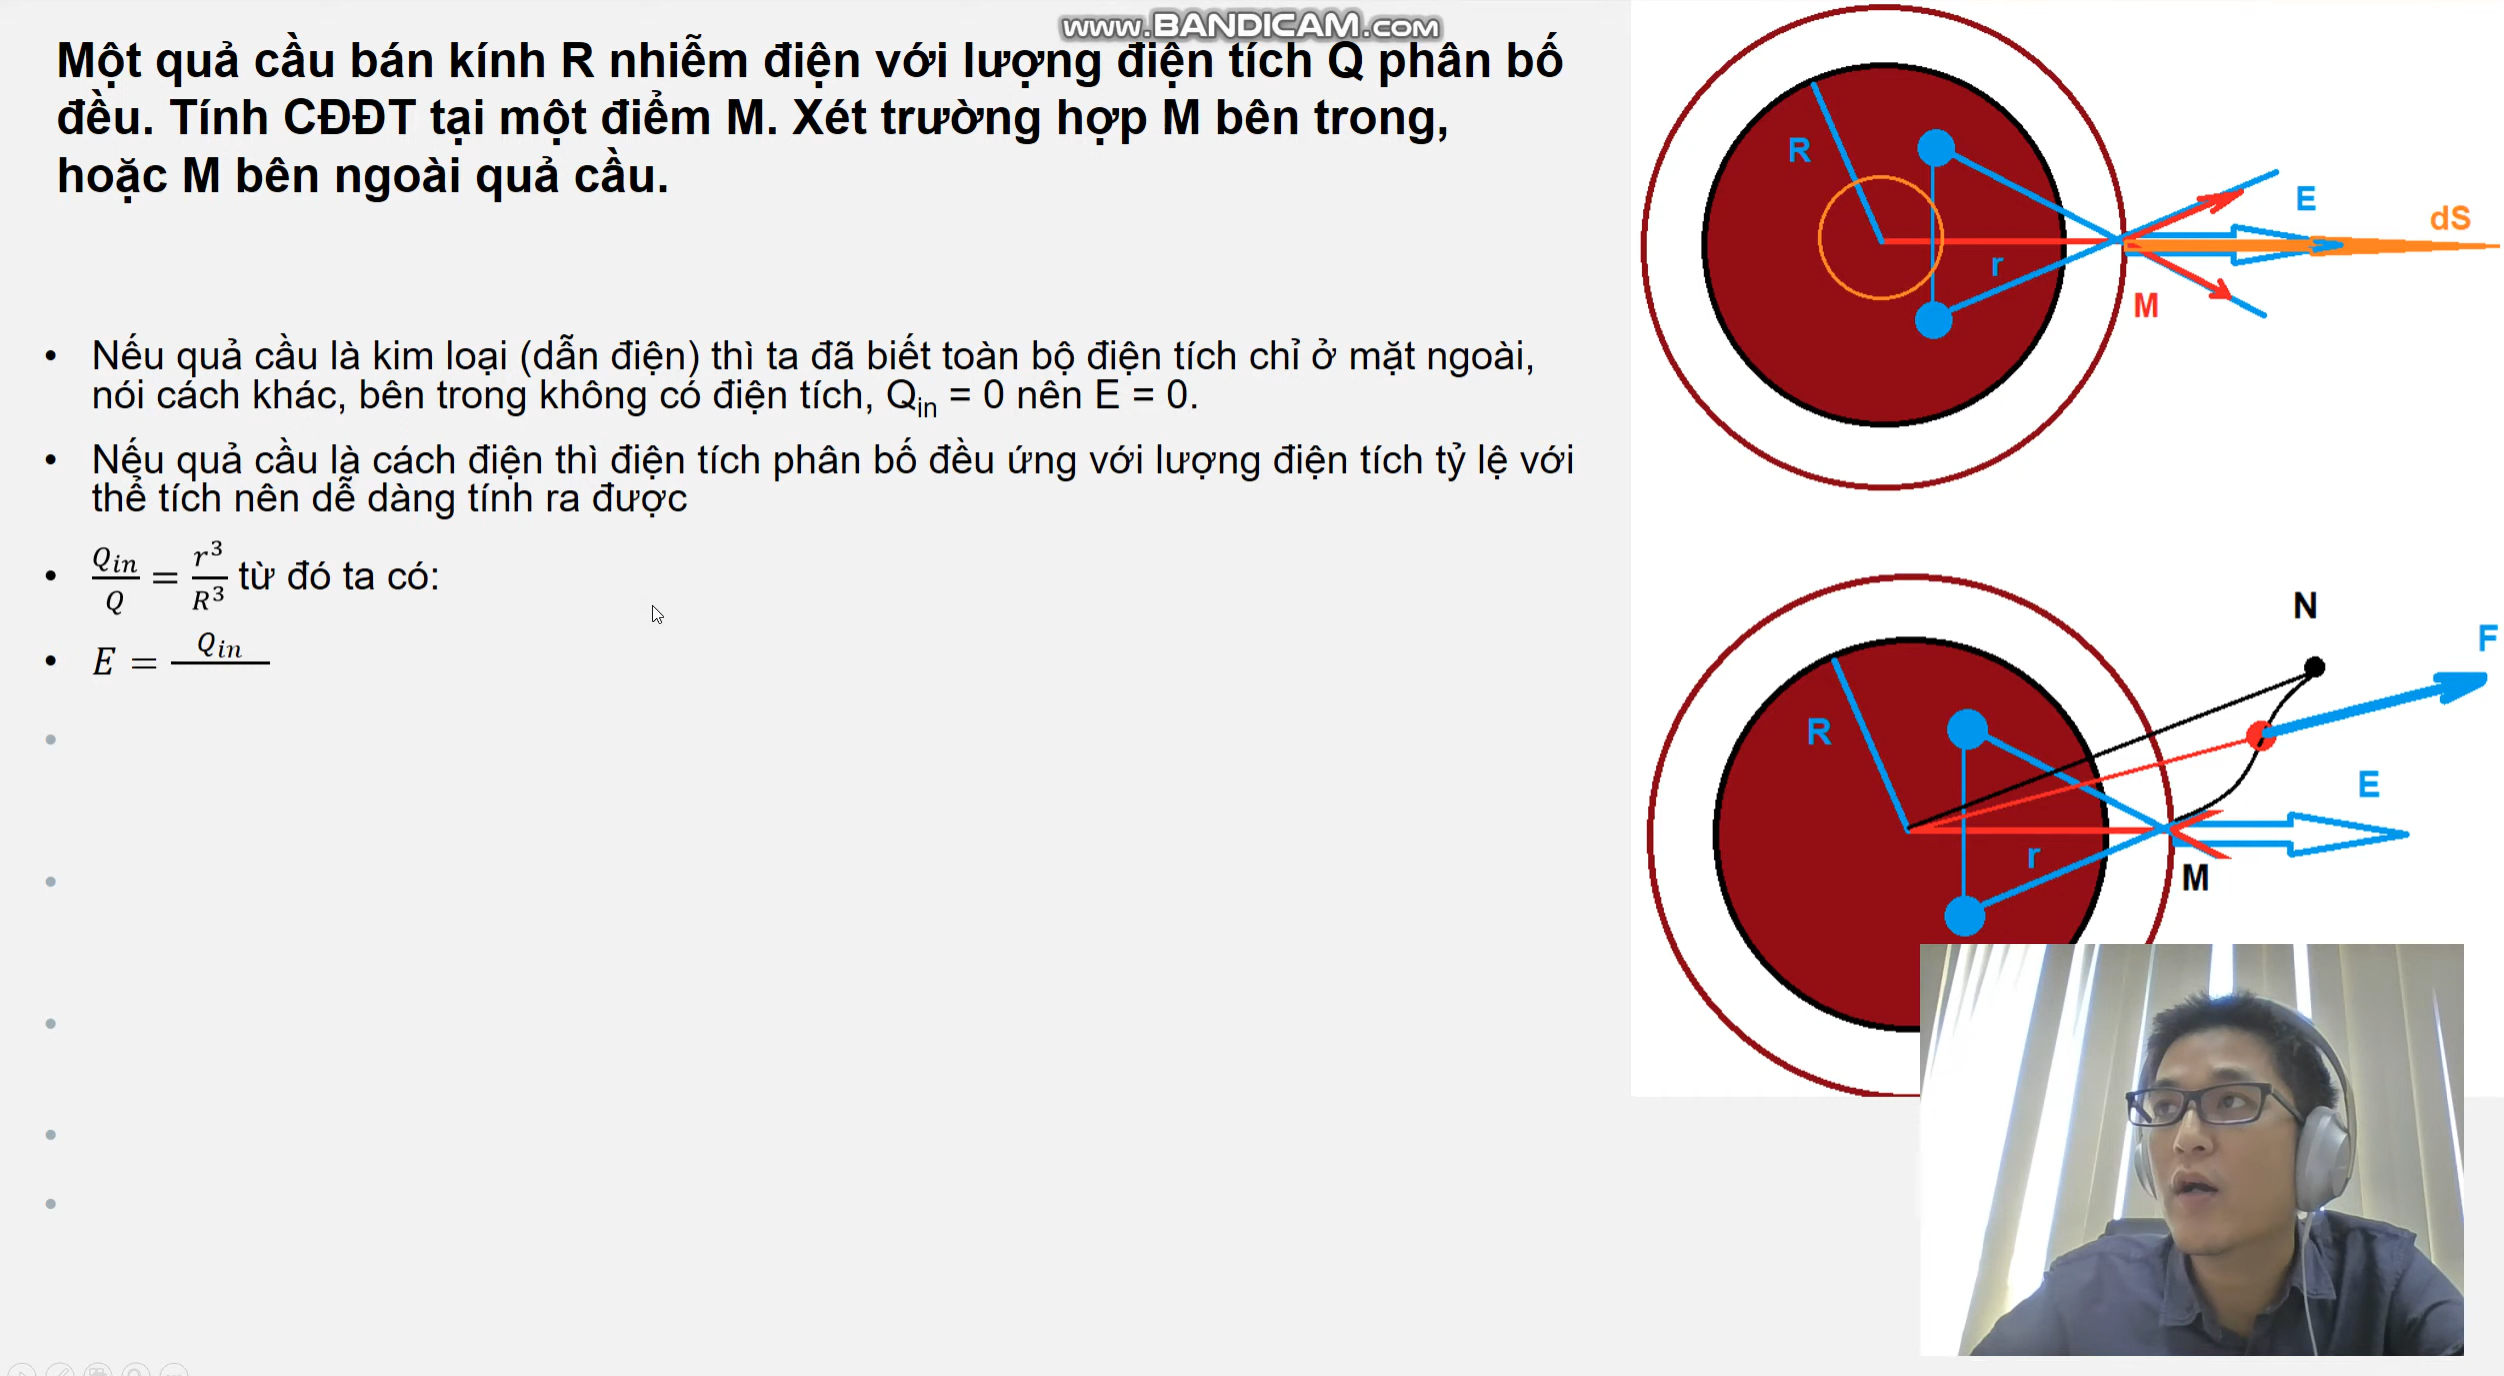 www.BANDICAM.com
Một quả cầu bán kính R nhiễm điện với lượng điện tích Q phân bố
đều. Tính CĐĐT tại một điểm M. Xét trường hợp M bên trong,
hoặc M bên ngoài quả cầu.
• Nếu quả cầu là kim loại (dẫn điện) thì ta đã biết toàn bộ điện tích chỉ ở mặt ngoài,
nói cách khác, bên trong không có điện tích, Q_in = 0 nên E = 0.
• Nếu quả cầu là cách điện thì điện tích phân bố đều ứng với lượng điện tích tỷ lệ với
thể tích nên dễ dàng tính ra được
• Q_in/Q = r³/R³ từ đó ta có:
• E = Q_in/
R
r
E
dS
M
R
r
N
F
E
M